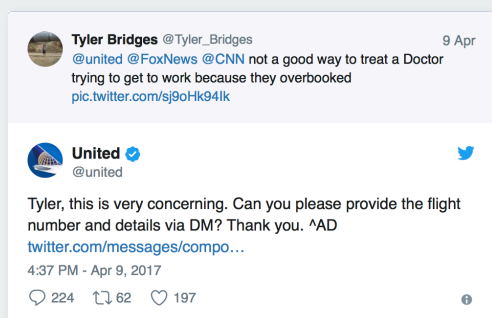 Tyler Bridges @Tyler_Bridges 9 Apr
@united @FoxNews @CNN not a good way to treat a Doctor
trying to get to work because they overbooked
pic.twitter.com/sj9oHk94Ik
United
@united
Tyler, this is very concerning. Can you please provide the flight
number and details via DM? Thank you. ^AD
twitter.com/messages/compo…
4:37 PM - Apr 9, 2017
224 62 197